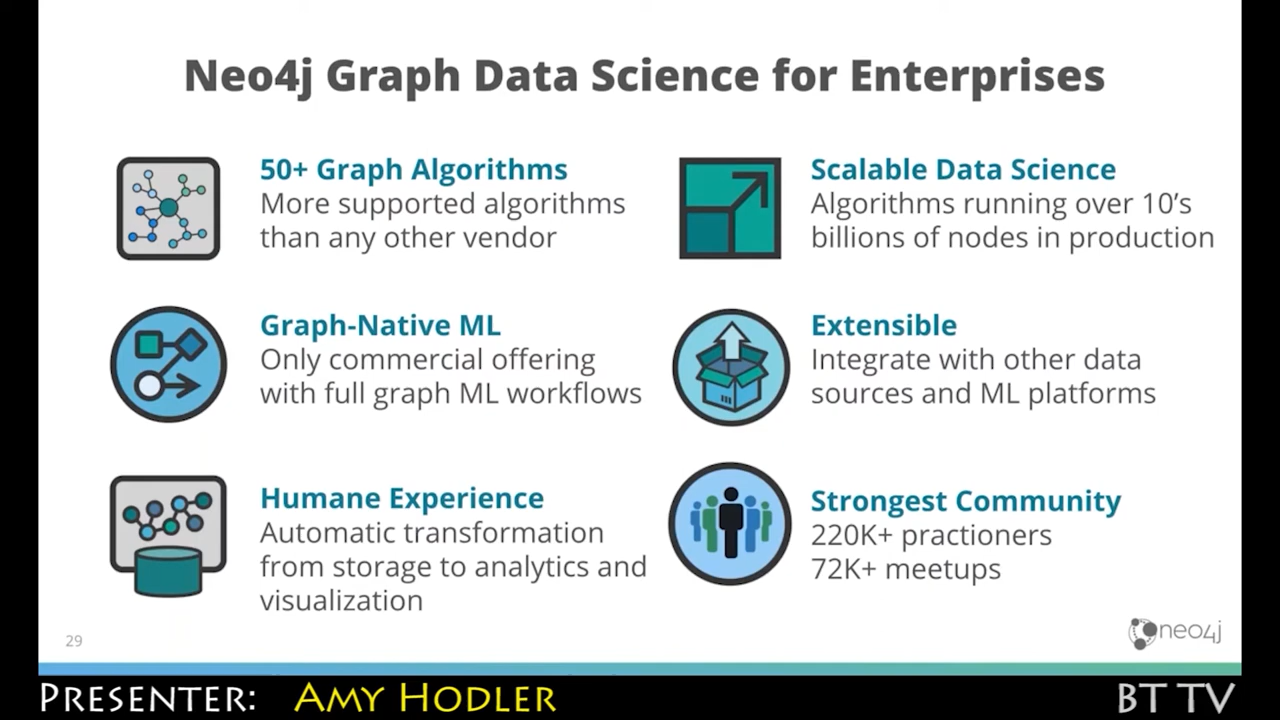 Neo4j Graph Data Science for Enterprises
50+ Graph Algorithms
More supported algorithms
than any other vendor
Scalable Data Science
Algorithms running over 10’s
billions of nodes in production
Graph-Native ML
Only commercial offering
with full graph ML workflows
Extensible
Integrate with other data
sources and ML platforms
Humane Experience
Automatic transformation
from storage to analytics and
visualization
Strongest Community
220K+ practioners
72K+ meetups
29
neo4j
PRESENTER: AMY HODLER
BT TV